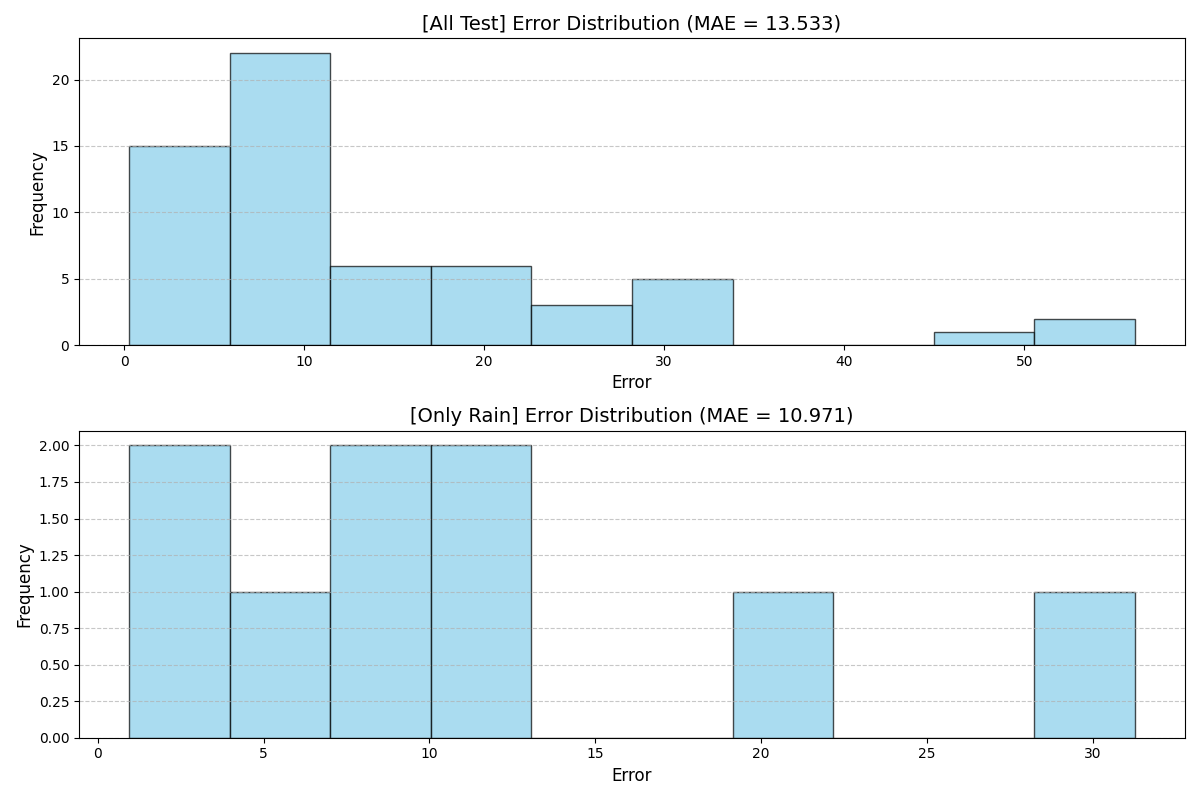 [All Test] Error Distribution (MAE = 13.533)
20
15
10
5
0
Frequency
0 10 20 30 40 50
Error
[Only Rain] Error Distribution (MAE = 10.971)
2.00
1.75
1.50
1.25
1.00
0.75
0.50
0.25
0.00
Frequency
0 5 10 15 20 25 30
Error